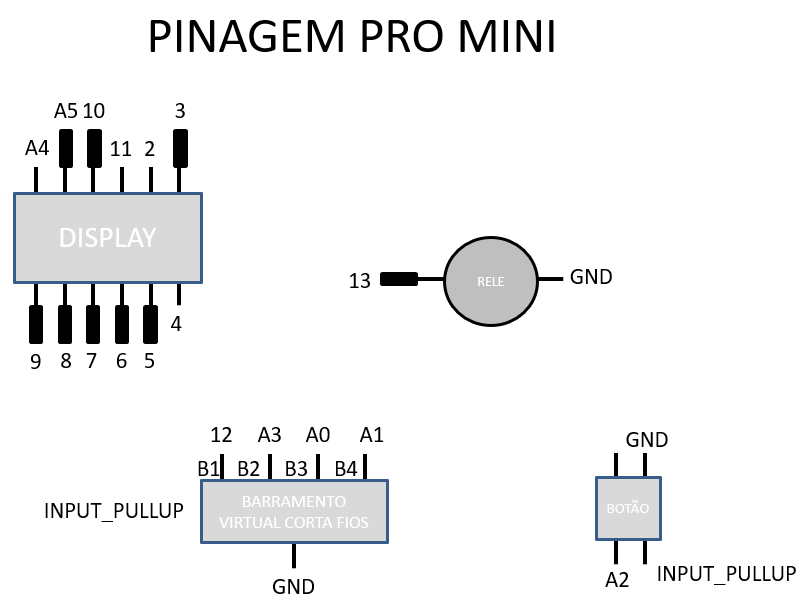 PINAGEM PRO MINI
A5 10 3
A4 11 2
DISPLAY
9 8 7 6 5 4
13 RELE GND
12 A3 A0 A1
B1 B2 B3 B4
INPUT_PULLUP
BARRAMENTO
VIRTUAL CORTA FIOS
GND
GND
BOTÃO
A2 INPUT_PULLUP